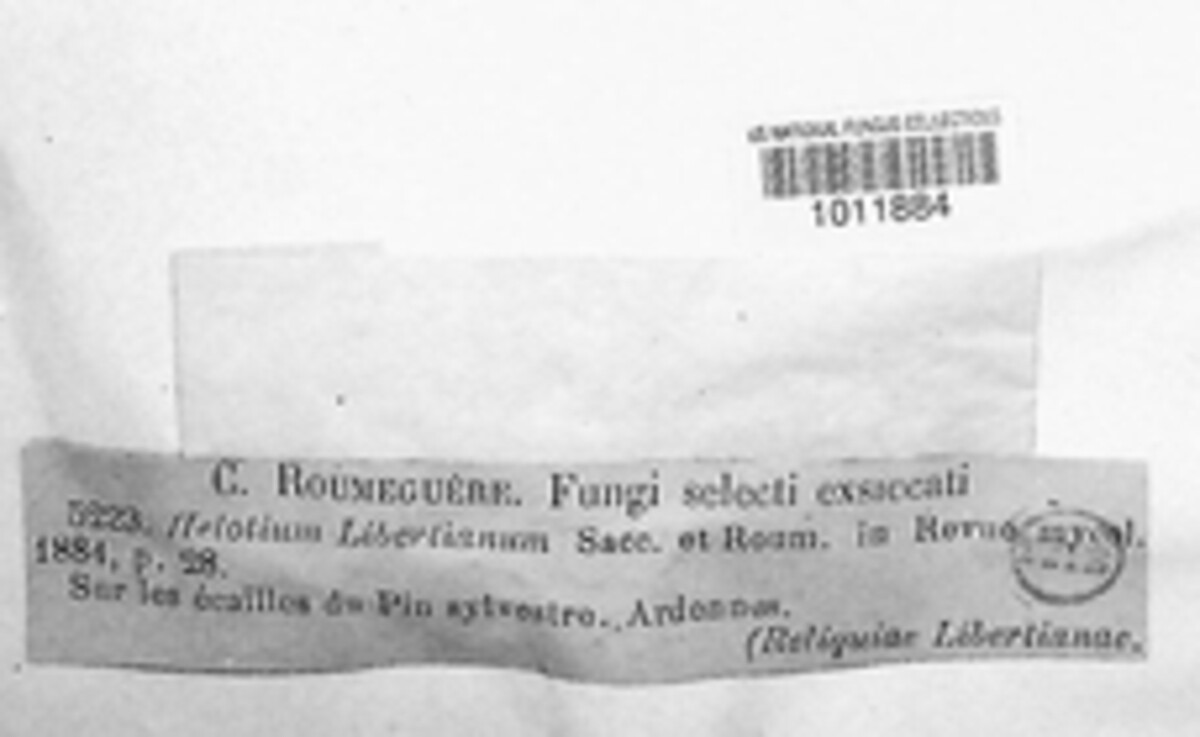 US NATIONAL FUNGUS COLLECTIONS
1011884
C. ROUMEGUÈRE. Fungi selecti exsiccati
5223. Helotium Libertianum Sacc. et Roum. in Revue mycol.
1884, p. 28.
Sur les écailles du Pin sylvestre. Ardennes.
(Reliquiae Libertianae.